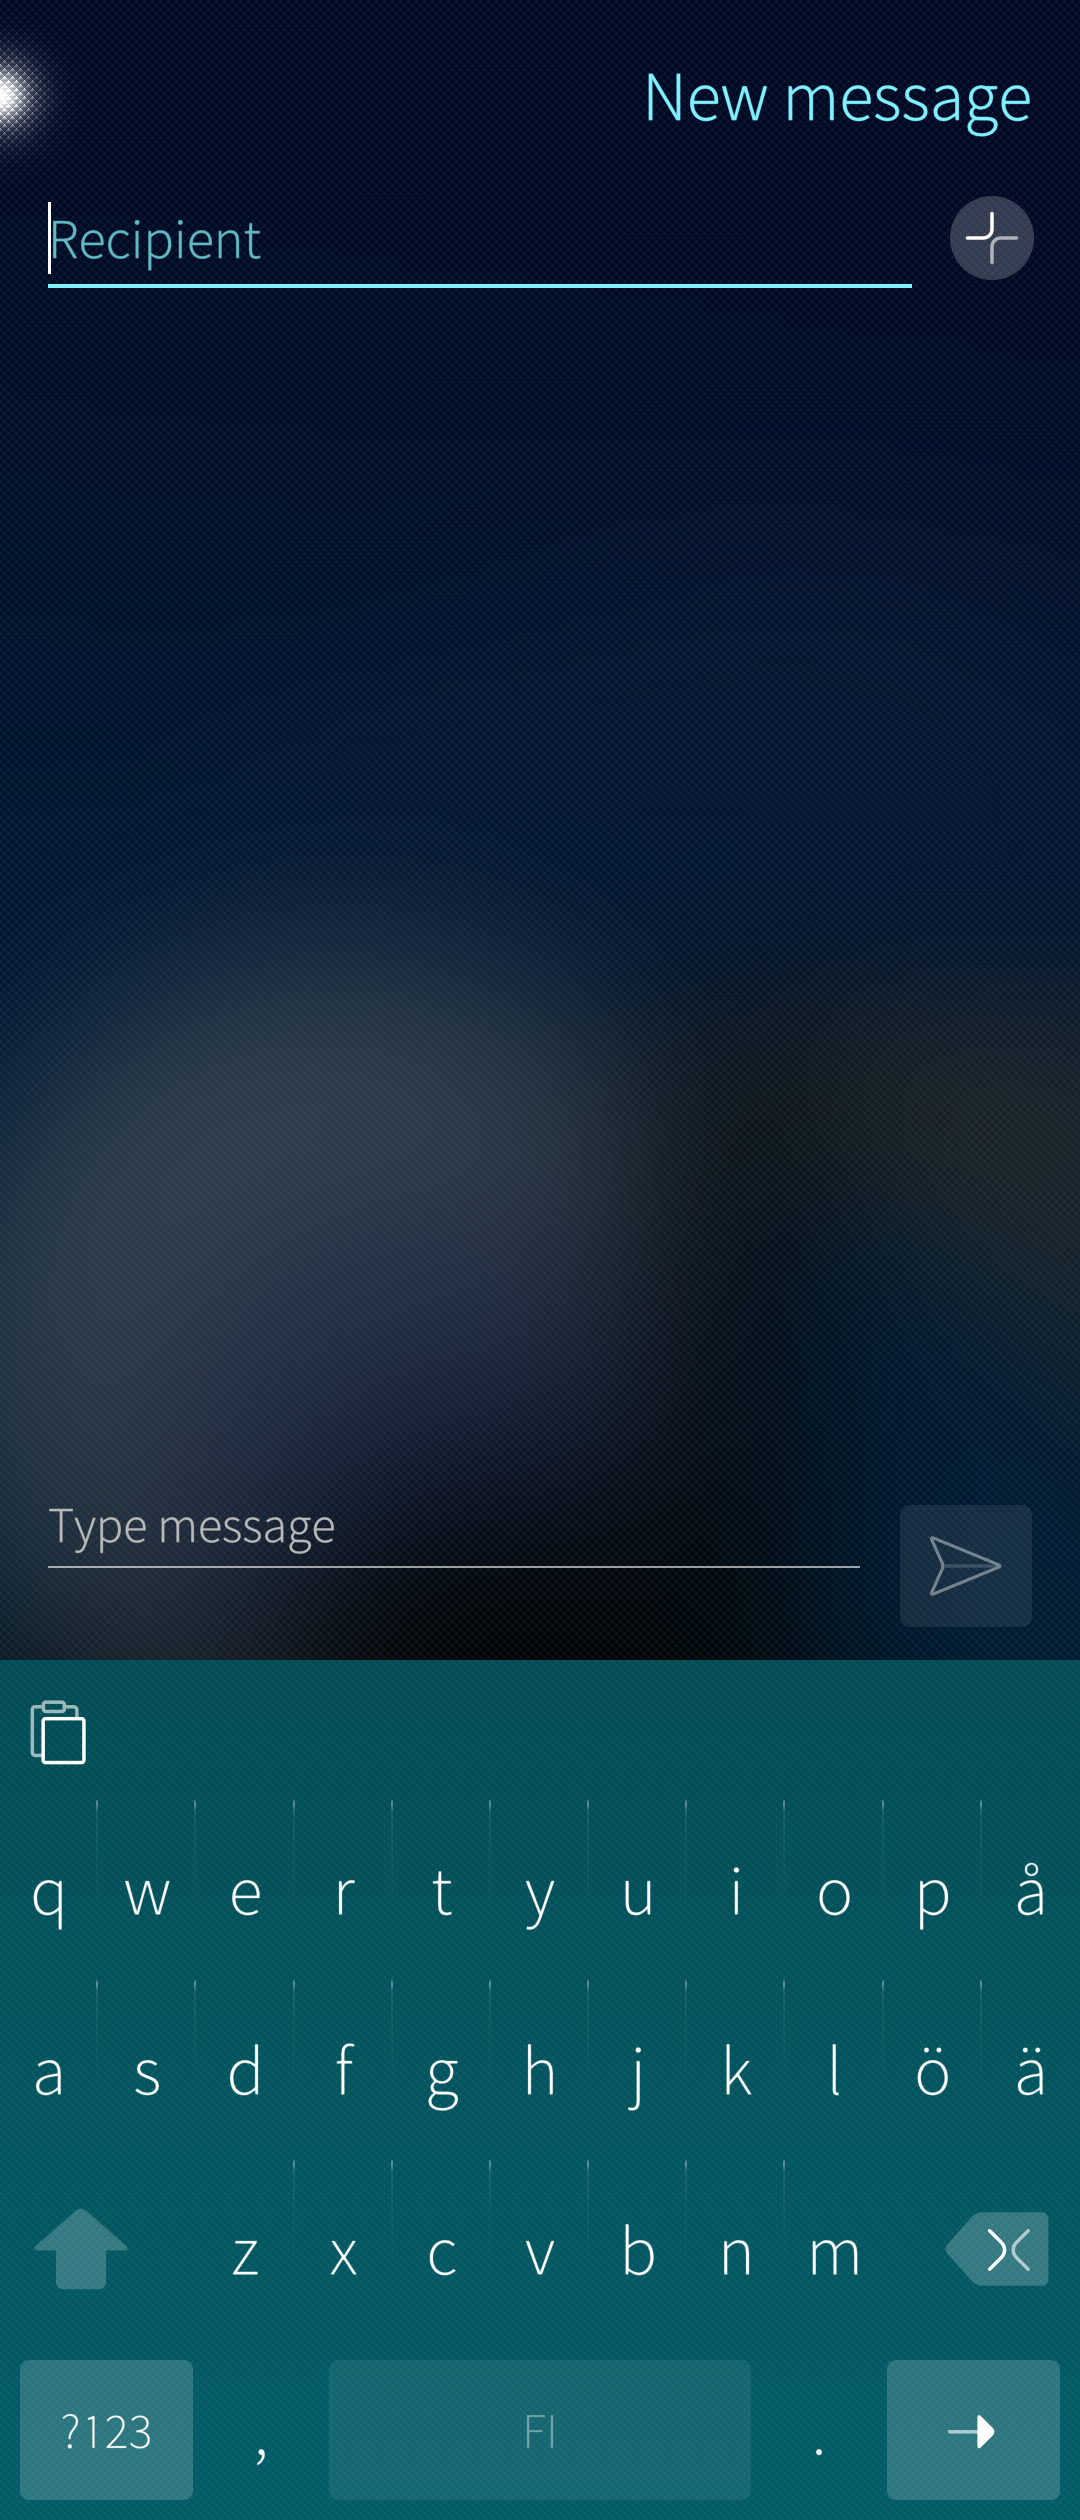 New message
Recipient
Type message
q w e r t y u i o p å
a s d f g h j k l ö ä
z x c v b n m
?123 , FI .